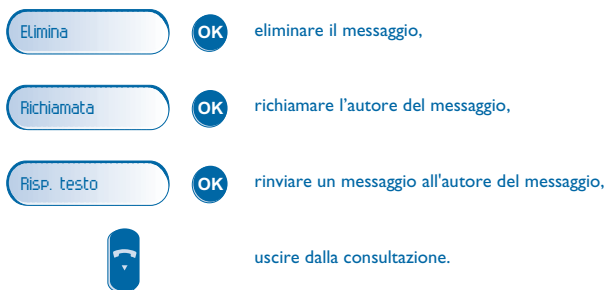 Elimina OK eliminare il messaggio,
Richiamata OK richiamare l’autore del messaggio,
Risp. testo OK rinviare un messaggio all'autore del messaggio,
uscire dalla consultazione.